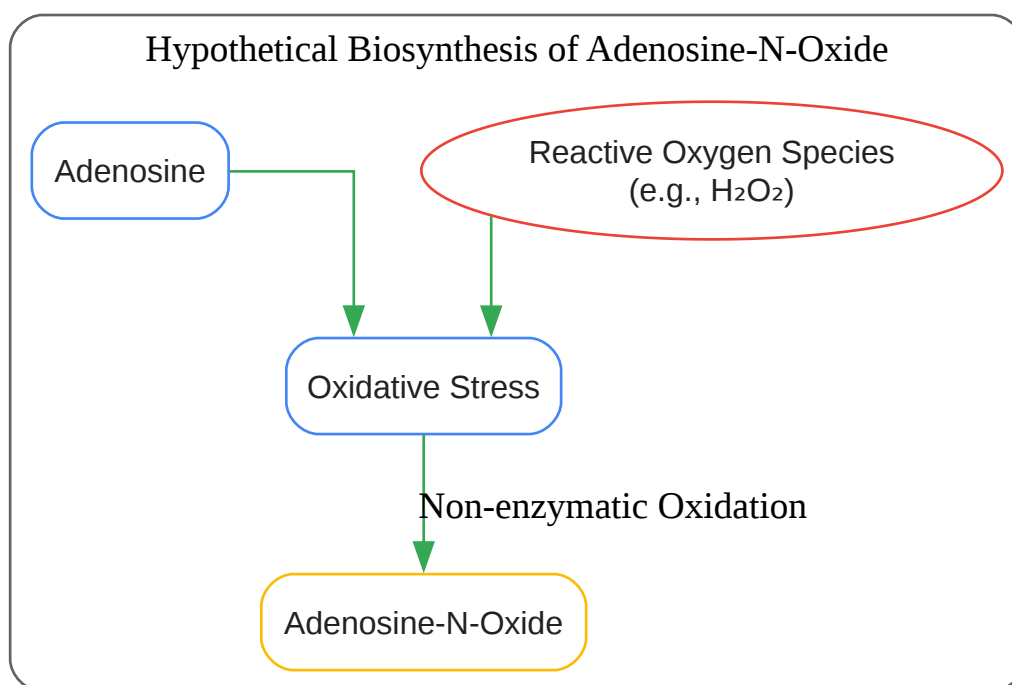 Hypothetical Biosynthesis of Adenosine-N-Oxide
Adenosine
Reactive Oxygen Species
(e.g., H₂O₂)
Oxidative Stress
Non-enzymatic Oxidation
Adenosine-N-Oxide